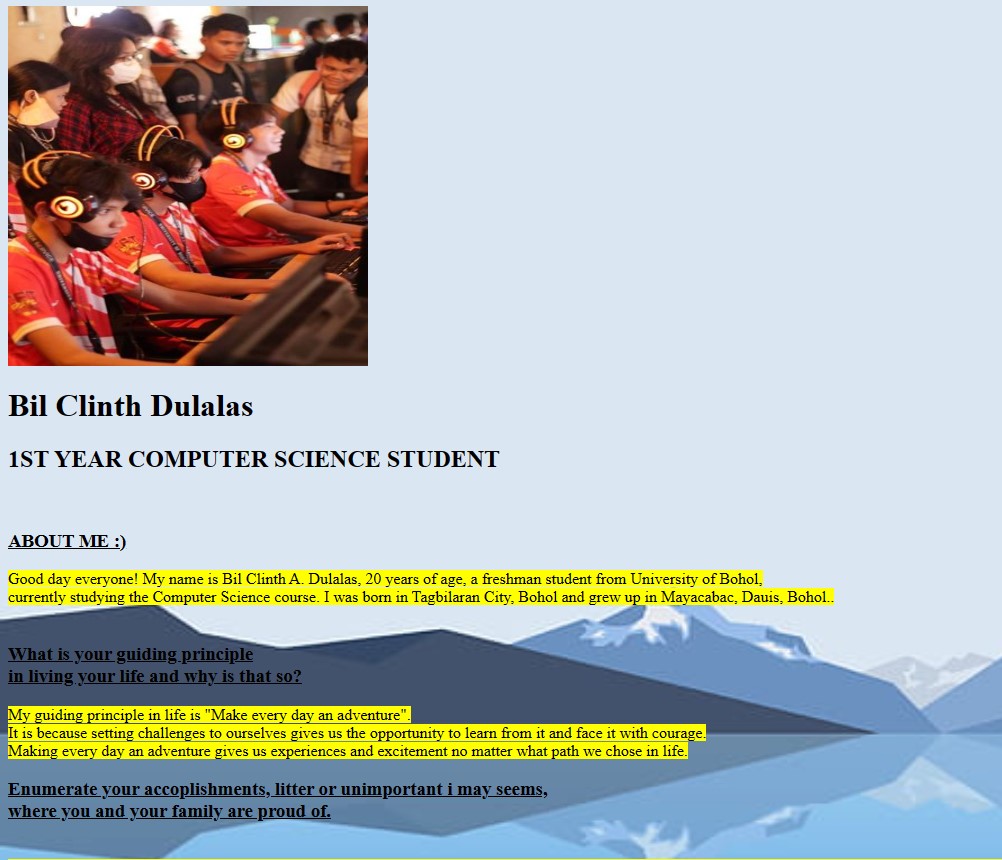 Bil Clinth Dulalas
1ST YEAR COMPUTER SCIENCE STUDENT
ABOUT ME :)
Good day everyone! My name is Bil Clinth A. Dulalas, 20 years of age, a freshman student from University of Bohol,
currently studying the Computer Science course. I was born in Tagbilaran City, Bohol and grew up in Mayacabac, Dauis, Bohol..
What is your guiding principle
in living your life and why is that so?
My guiding principle in life is "Make every day an adventure".
It is because setting challenges to ourselves gives us the opportunity to learn from it and face it with courage.
Making every day an adventure gives us experiences and excitement no matter what path we chose in life.
Enumerate your accoplishments, litter or unimportant i may seems,
where you and your family are proud of.